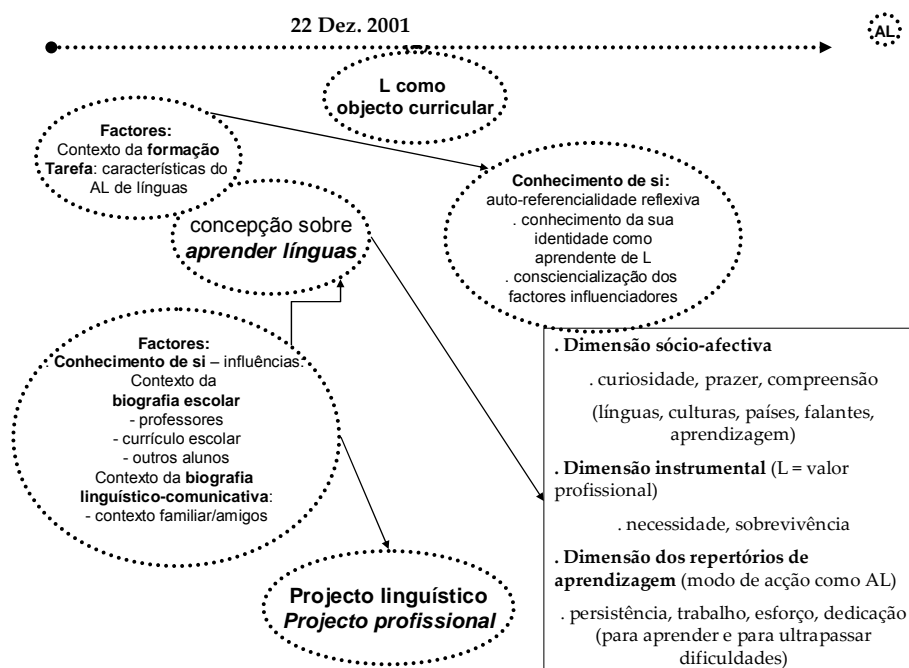 22 Dez. 2001
AL
L como
objecto curricular
Factores:
Contexto da formação
Tarefa: características do
AL de línguas
concepção sobre
aprender línguas
Conhecimento de si:
auto-referencialidade reflexiva
. conhecimento da sua
identidade como
aprendente de L
. consciencialização dos
factores influenciadores
Factores:
. Conhecimento de si – influências:
Contexto da
biografia escolar
- professores
- currículo escolar
- outros alunos
Contexto da biografia
linguístico-comunicativa:
- contexto familiar/amigos
. Dimensão sócio-afectiva
. curiosidade, prazer, compreensão
(línguas, culturas, países, falantes,
aprendizagem)
. Dimensão instrumental (L = valor
profissional)
. necessidade, sobrevivência
. Dimensão dos repertórios de
aprendizagem (modo de acção como AL)
. persistência, trabalho, esforço, dedicação
(para aprender e para ultrapassar
dificuldades)
Projecto linguístico
Projecto profissional